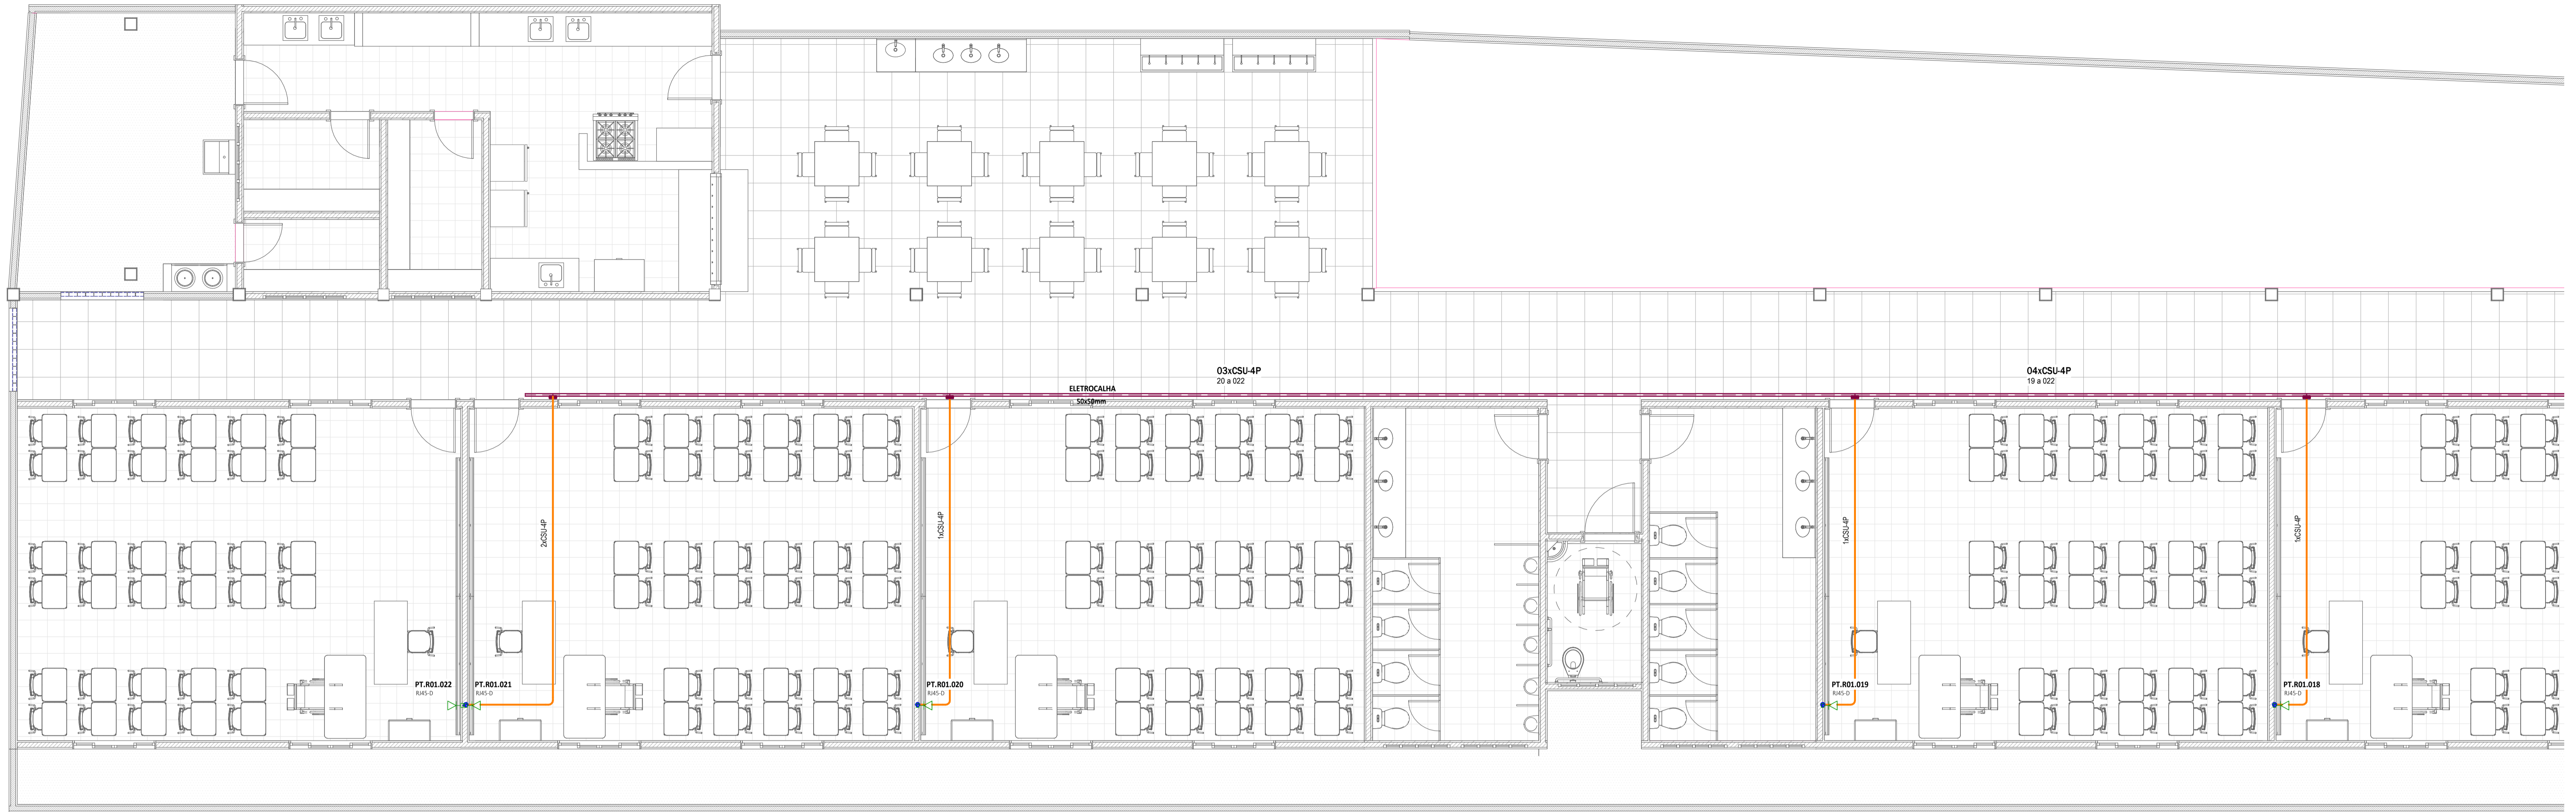 03xCSU-4P
20 a 022
04xCSU-4P
19 a 022
ELETROCALHA
50x50mm
2xCSU-4P
1xCSU-4P
1xCSU-4P
1xCSU-4P
PT.R01.022
RJ45-D
PT.R01.021
RJ45-D
PT.R01.020
RJ45-D
PT.R01.019
RJ45-D
PT.R01.018
RJ45-D